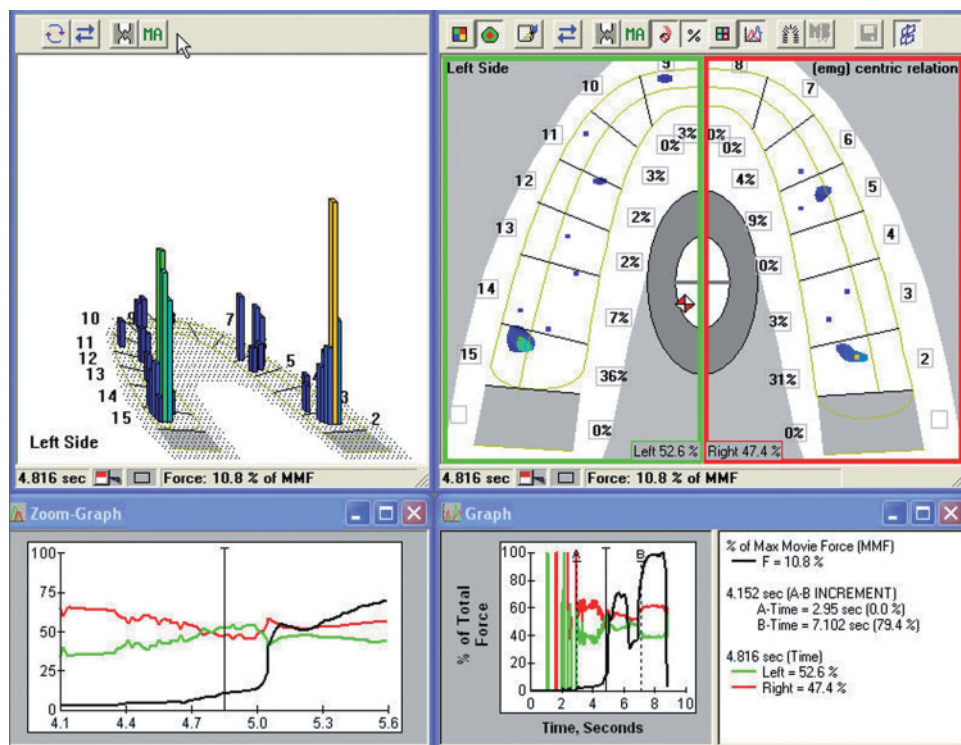 MA
MA
%
Left Side
(emg) centric relation
9
8
10
7
11
6
12
5
13
4
14
3
15
2
3%
0%
0%
0%
3%
4%
2%
9%
2%
0%
7%
3%
36%
31%
0%
0%
Left 52.6 %
Right 47.4 %
10
9
7
11
12
5
13
14
3
15
2
Left Side
4.816 sec
Force: 10.8 % of MMF
4.816 sec
Force: 10.8 % of MMF
Zoom-Graph
100
75
50
25
0
4.1
4.4
4.7
5.0
5.3
5.6
Graph
% of Total
Force
100
80
60
40
20
0
A
B
0
2
4
6
8
10
Time, Seconds
% of Max Movie Force (MMF)
F = 10.8 %
4.152 sec (A-B INCREMENT)
A-Time = 2.95 sec (0.0 %)
B-Time = 7.102 sec (79.4 %)
4.816 sec (Time)
Left = 52.6 %
Right = 47.4 %